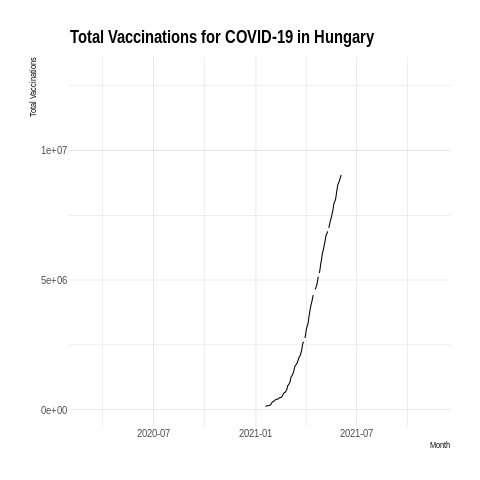 Total Vaccinations for COVID-19 in Hungary
Total Vaccinations
1e+07
5e+06
0e+00
2020-07
2021-01
2021-07
Month